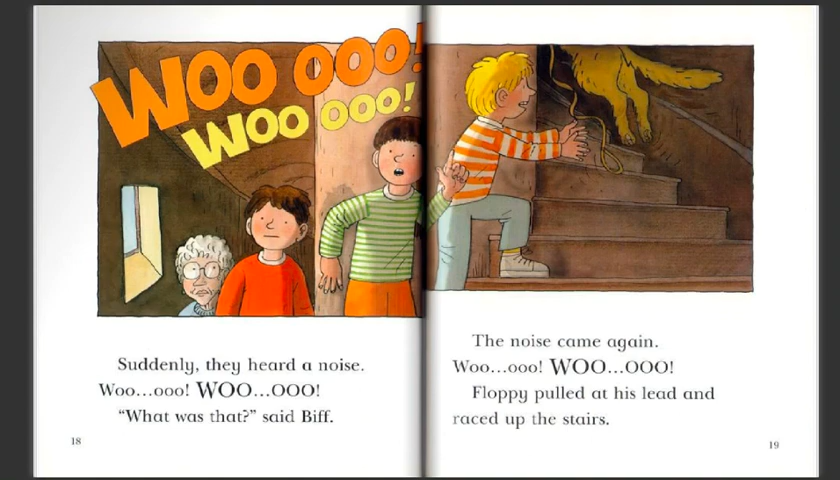 WOO OOO!
WOO OOO!
Suddenly, they heard a noise.
Woo...ooo! WOO...OOO!
“What was that?” said Biff.
18
The noise came again.
Woo...ooo! WOO...OOO!
Floppy pulled at his lead and
raced up the stairs.
19